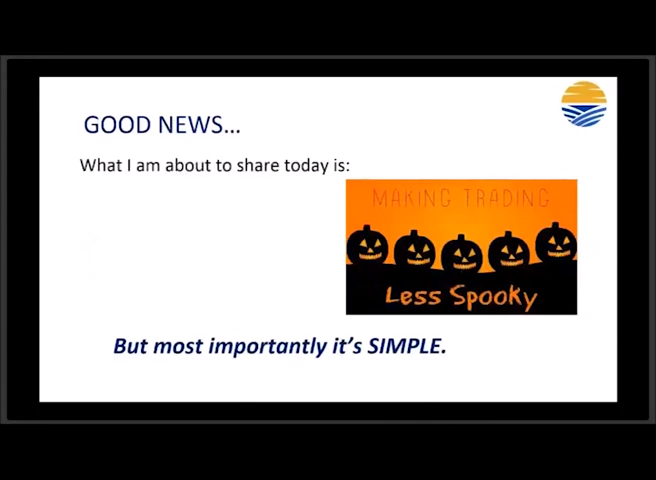 GOOD NEWS...
What I am about to share today is:
MAKING TRADING
Less Spooky
But most importantly it's SIMPLE.